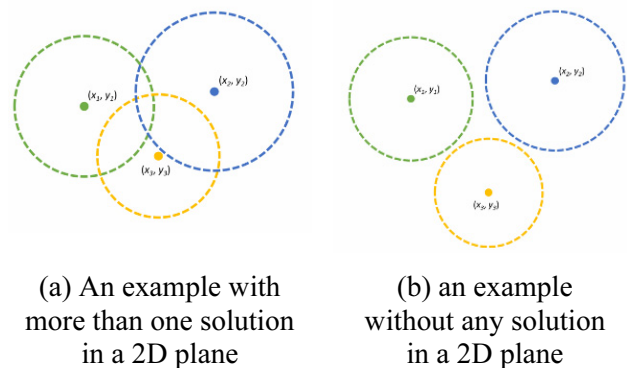 (x₁, y₁)
(x₂, y₂)
(x₃, y₃)
(x₁, y₁)
(x₂, y₂)
(x₃, y₃)
(a) An example with
more than one solution
in a 2D plane
(b) an example
without any solution
in a 2D plane